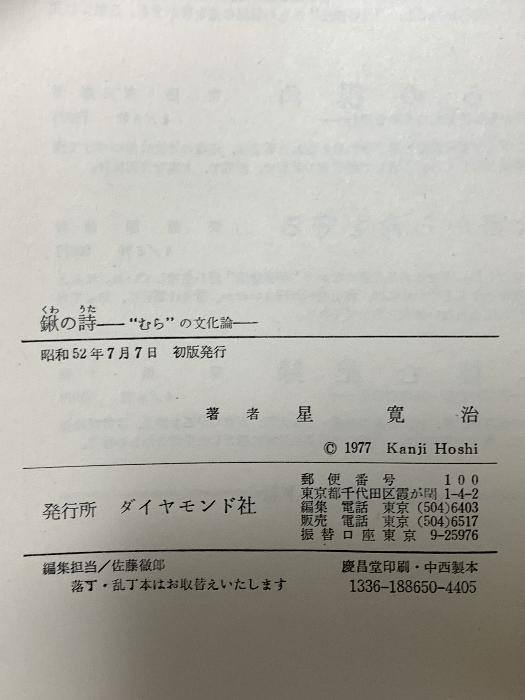 くわ うた
鍬の詩——“むら”の文化論——
昭和52年7月7日 初版発行
著者 星寛治
© 1977 Kanji Hoshi
発行所 ダイヤモンド社
郵便番号 100
東京都千代田区霞が関 1-4-2
編集 電話 東京 (504)6403
販売 電話 東京 (504)6517
振替口座東京 9-25976
編集担当/佐藤徹郎
落丁・乱丁本はお取替えいたします
慶昌堂印刷・中西製本
1336-188650-4405